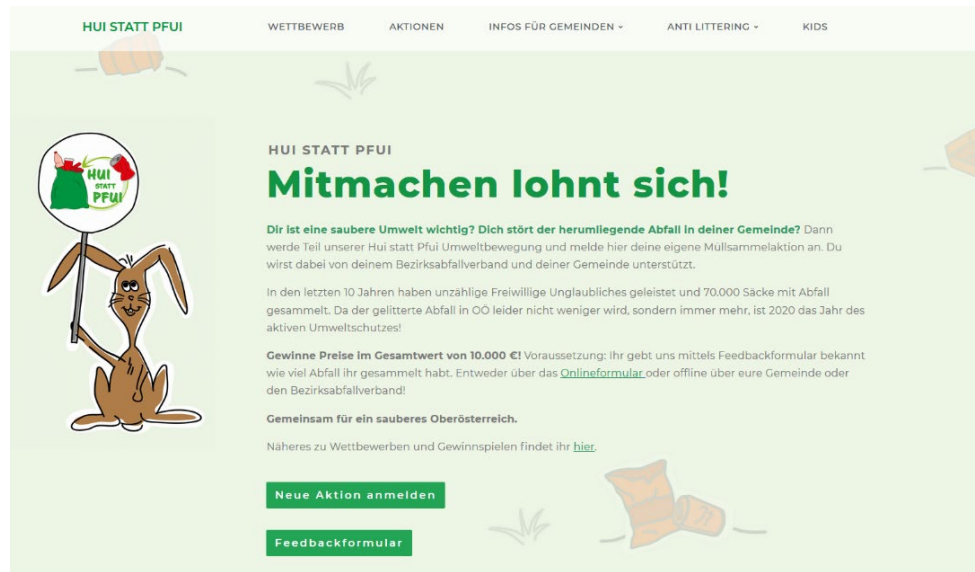 HUI STATT PFUI
WETTBEWERB
AKTIONEN
INFOS FÜR GEMEINDEN
ANTI LITTERING
KIDS
HUI
STATT
PFUI
HUI STATT PFUI
Mitmachen lohnt sich!
Dir ist eine saubere Umwelt wichtig? Dich stört der herumliegende Abfall in deiner Gemeinde? Dann
werde Teil unserer Hui statt Pfui Umweltbewegung und melde hier deine eigene Müllsammelaktion an. Du
wirst dabei von deinem Bezirksabfallverband und deiner Gemeinde unterstützt.
In den letzten 10 Jahren haben unzählige Freiwillige Unglaubliches geleistet und 70.000 Säcke mit Abfall
gesammelt. Da der gelitterte Abfall in OÖ leider nicht weniger wird, sondern immer mehr, ist 2020 das Jahr des
aktiven Umweltschutzes!
Gewinne Preise im Gesamtwert von 10.000 €! Voraussetzung: Ihr gebt uns mittels Feedbackformular bekannt
wie viel Abfall ihr gesammelt habt. Entweder über das Onlineformular oder offline über eure Gemeinde oder
den Bezirksabfallverband!
Gemeinsam für ein sauberes Oberösterreich.
Näheres zu Wettbewerben und Gewinnspielen findet ihr hier.
Neue Aktion anmelden
Feedbackformular